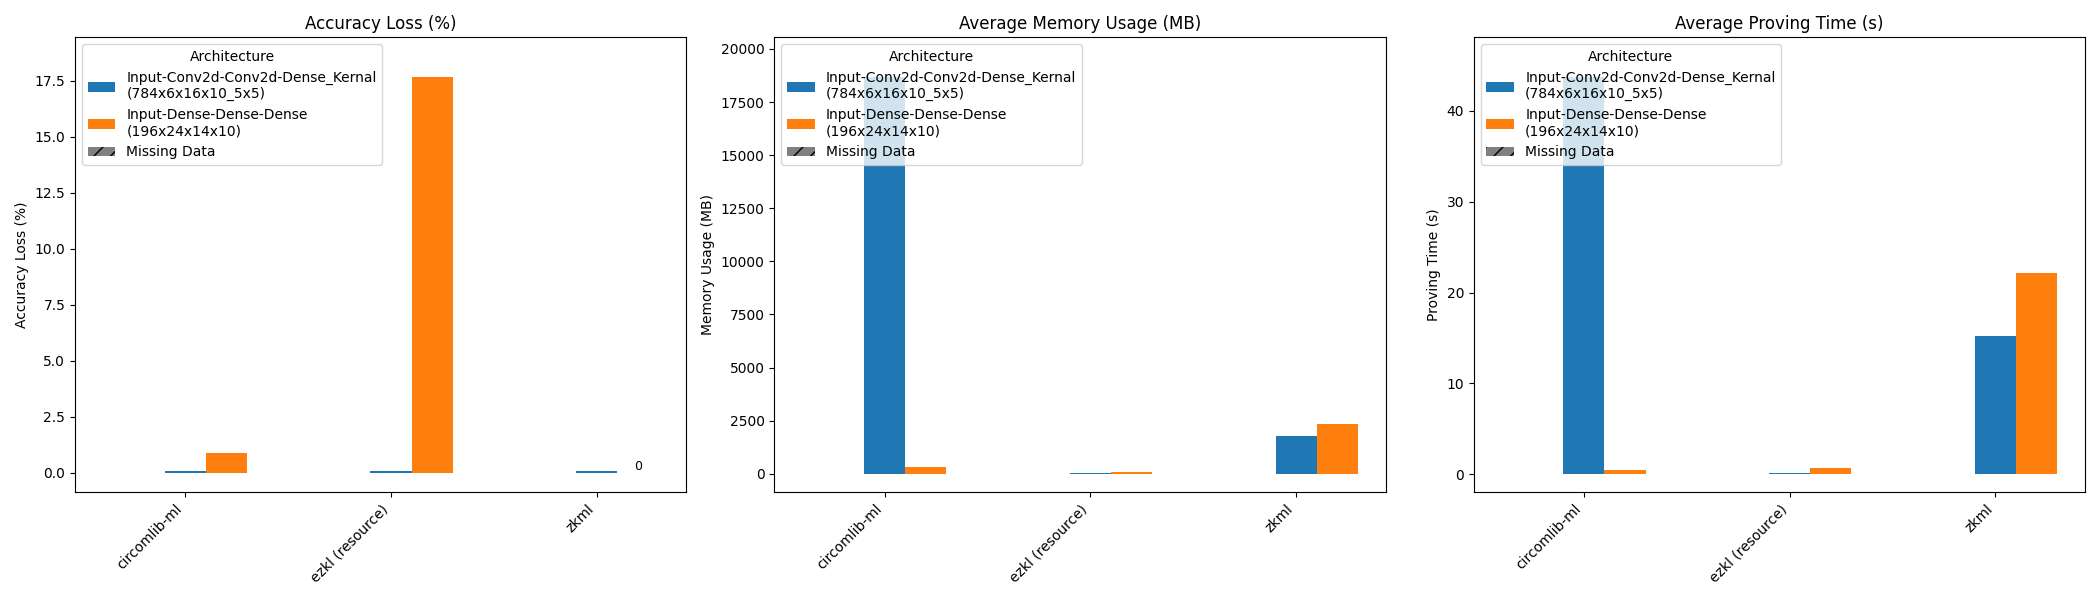 Accuracy Loss (%)
Architecture
Input-Conv2d-Conv2d-Dense_Kernal
(784x6x16x10_5x5)
Input-Dense-Dense-Dense
(196x24x14x10)
Missing Data
Accuracy Loss (%)
17.5
15.0
12.5
10.0
7.5
5.0
2.5
0.0
0
circomlib-ml
ezkl (resource)
zkml
Average Memory Usage (MB)
Architecture
Input-Conv2d-Conv2d-Dense_Kernal
(784x6x16x10_5x5)
Input-Dense-Dense-Dense
(196x24x14x10)
Missing Data
Memory Usage (MB)
20000
17500
15000
12500
10000
7500
5000
2500
0
circomlib-ml
ezkl (resource)
zkml
Average Proving Time (s)
Architecture
Input-Conv2d-Conv2d-Dense_Kernal
(784x6x16x10_5x5)
Input-Dense-Dense-Dense
(196x24x14x10)
Missing Data
Proving Time (s)
40
30
20
10
0
circomlib-ml
ezkl (resource)
zkml